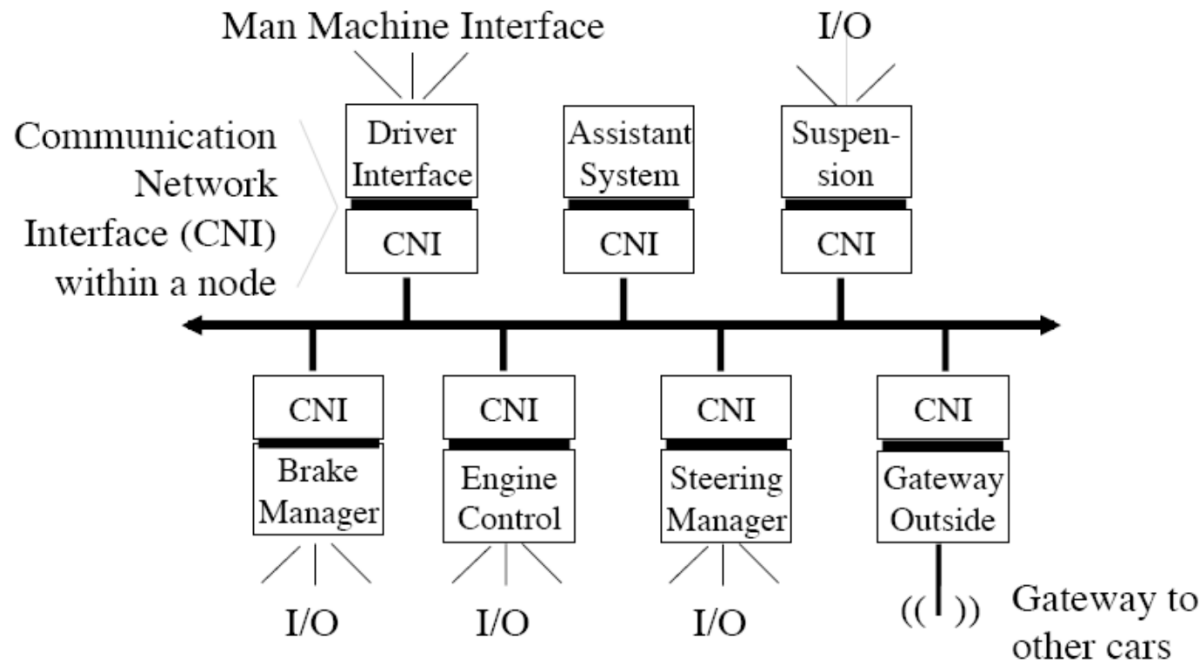 Man Machine Interface
I/O
Communication
Network
Interface (CNI)
within a node
Driver
Interface
CNI
Assistant
System
CNI
Suspen-
sion
CNI
CNI
Brake
Manager
I/O
CNI
Engine
Control
I/O
CNI
Steering
Manager
I/O
CNI
Gateway
Outside
(( ))
Gateway to
other cars